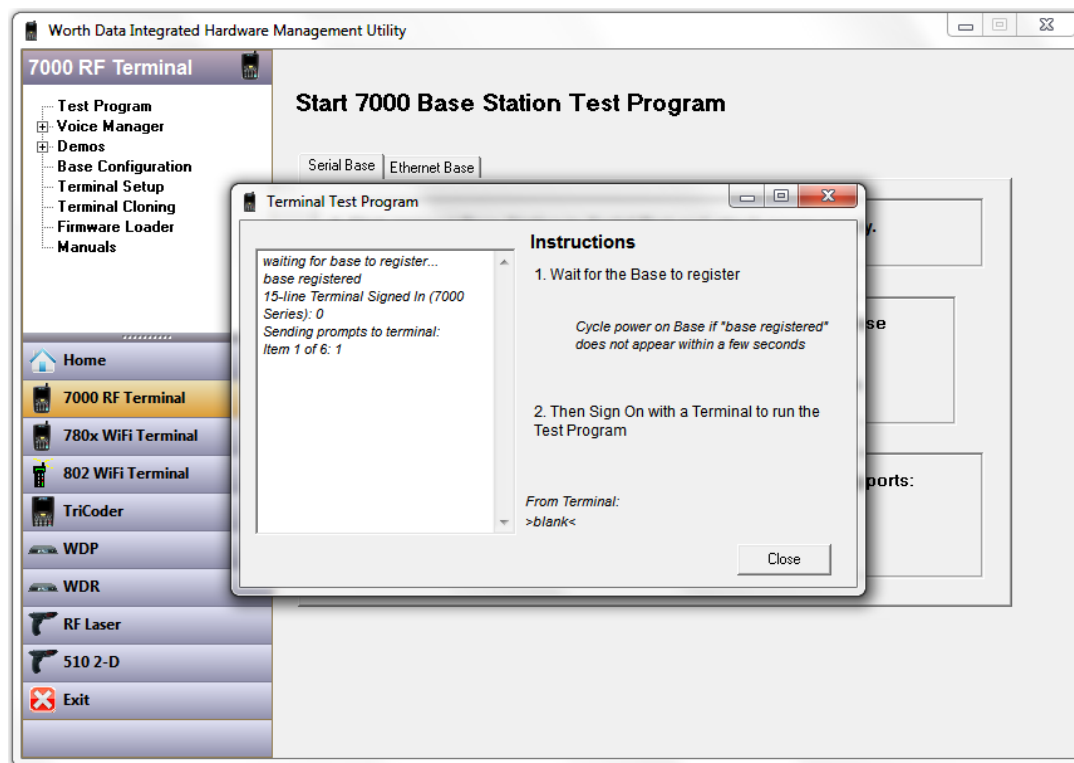 Worth Data Integrated Hardware Management Utility
7000 RF Terminal
Test Program
Voice Manager
Demos
Base Configuration
Terminal Setup
Terminal Cloning
Firmware Loader
Manuals
Home
7000 RF Terminal
780x WiFi Terminal
802 WiFi Terminal
TriCoder
WDP
WDR
RF Laser
510 2-D
Exit
Start 7000 Base Station Test Program
Serial Base
Ethernet Base
y.
se
ports:
Terminal Test Program
waiting for base to register...
base registered
15-line Terminal Signed In (7000
Series): 0
Sending prompts to terminal:
Item 1 of 6: 1
Instructions
1. Wait for the Base to register
Cycle power on Base if "base registered"
does not appear within a few seconds
2. Then Sign On with a Terminal to run the
Test Program
From Terminal:
>blank<
Close